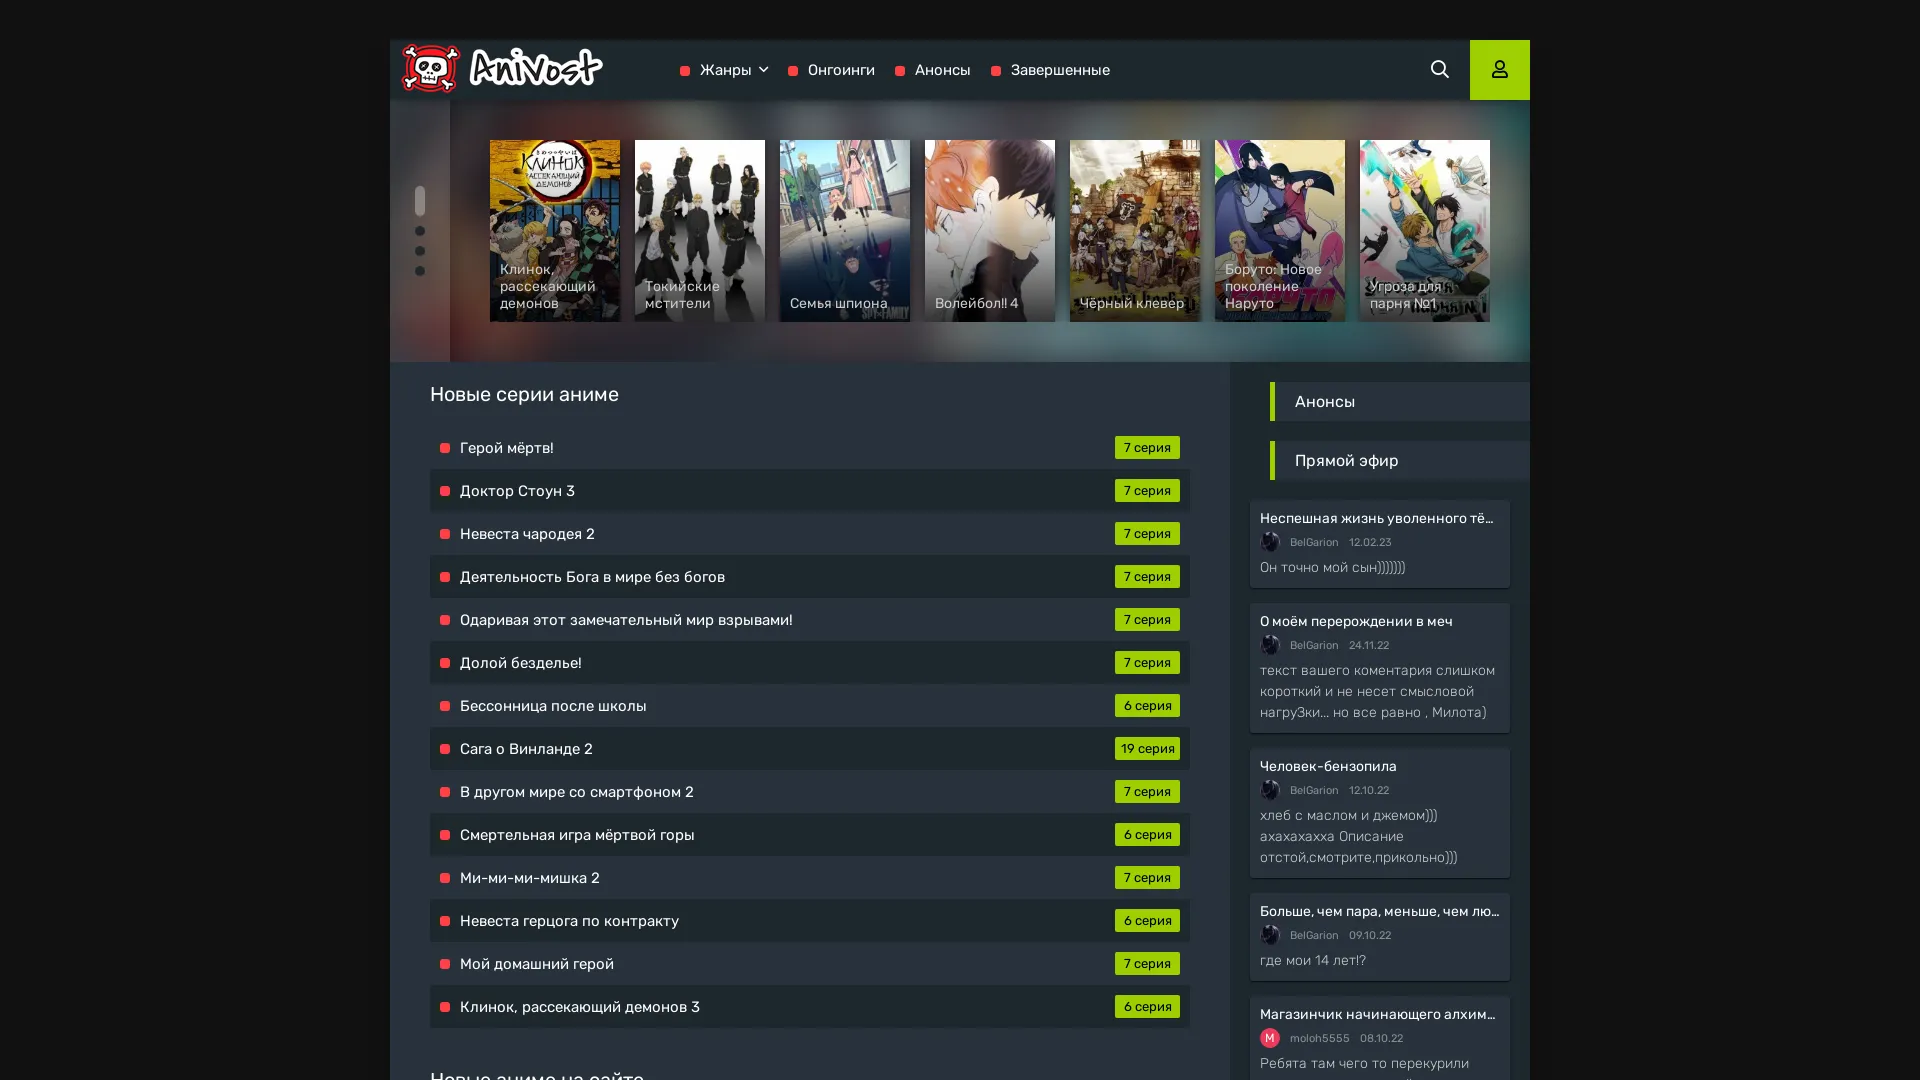 AniVost
Жанры
Онгоинги
Анонсы
Завершенные
КЛИНОК
РАССЕКАЮЩИЙ
ДЕМОНОВ
Клинок,
рассекающий
демонов
Токийские
мстители
Семья шпиона
Волейбол!! 4
Чёрный клевер
Боруто: Новое
поколение
Наруто
Угроза для
парня №1
Новые серии аниме
Герой мёртв!
7 серия
Доктор Стоун 3
7 серия
Невеста чародея 2
7 серия
Деятельность Бога в мире без богов
7 серия
Одаривая этот замечательный мир взрывами!
7 серия
Долой безделье!
7 серия
Бессонница после школы
6 серия
Сага о Винланде 2
19 серия
В другом мире со смартфоном 2
7 серия
Смертельная игра мёртвой горы
6 серия
Ми-ми-ми-мишка 2
7 серия
Невеста герцога по контракту
6 серия
Мой домашний герой
7 серия
Клинок, рассекающий демонов 3
6 серия
Новые аниме на сайте
Анонсы
Прямой эфир
Неспешная жизнь уволенного тё...
BelGarion 12.02.23
Он точно мой сын)))))))
О моём перерождении в меч
BelGarion 24.11.22
текст вашего коментария слишком
короткий и не несет смысловой
нагруЗки... но все равно , Милота)
Человек-бензопила
BelGarion 12.10.22
хлеб с маслом и джемом)))
ахахахахха Описание
отстой,смотрите,прикольно)))
Больше, чем пара, меньше, чем лю...
BelGarion 09.10.22
где мои 14 лет!?
Магазинчик начинающего алхим...
M
moloh5555 08.10.22
Ребята там чего то перекурили